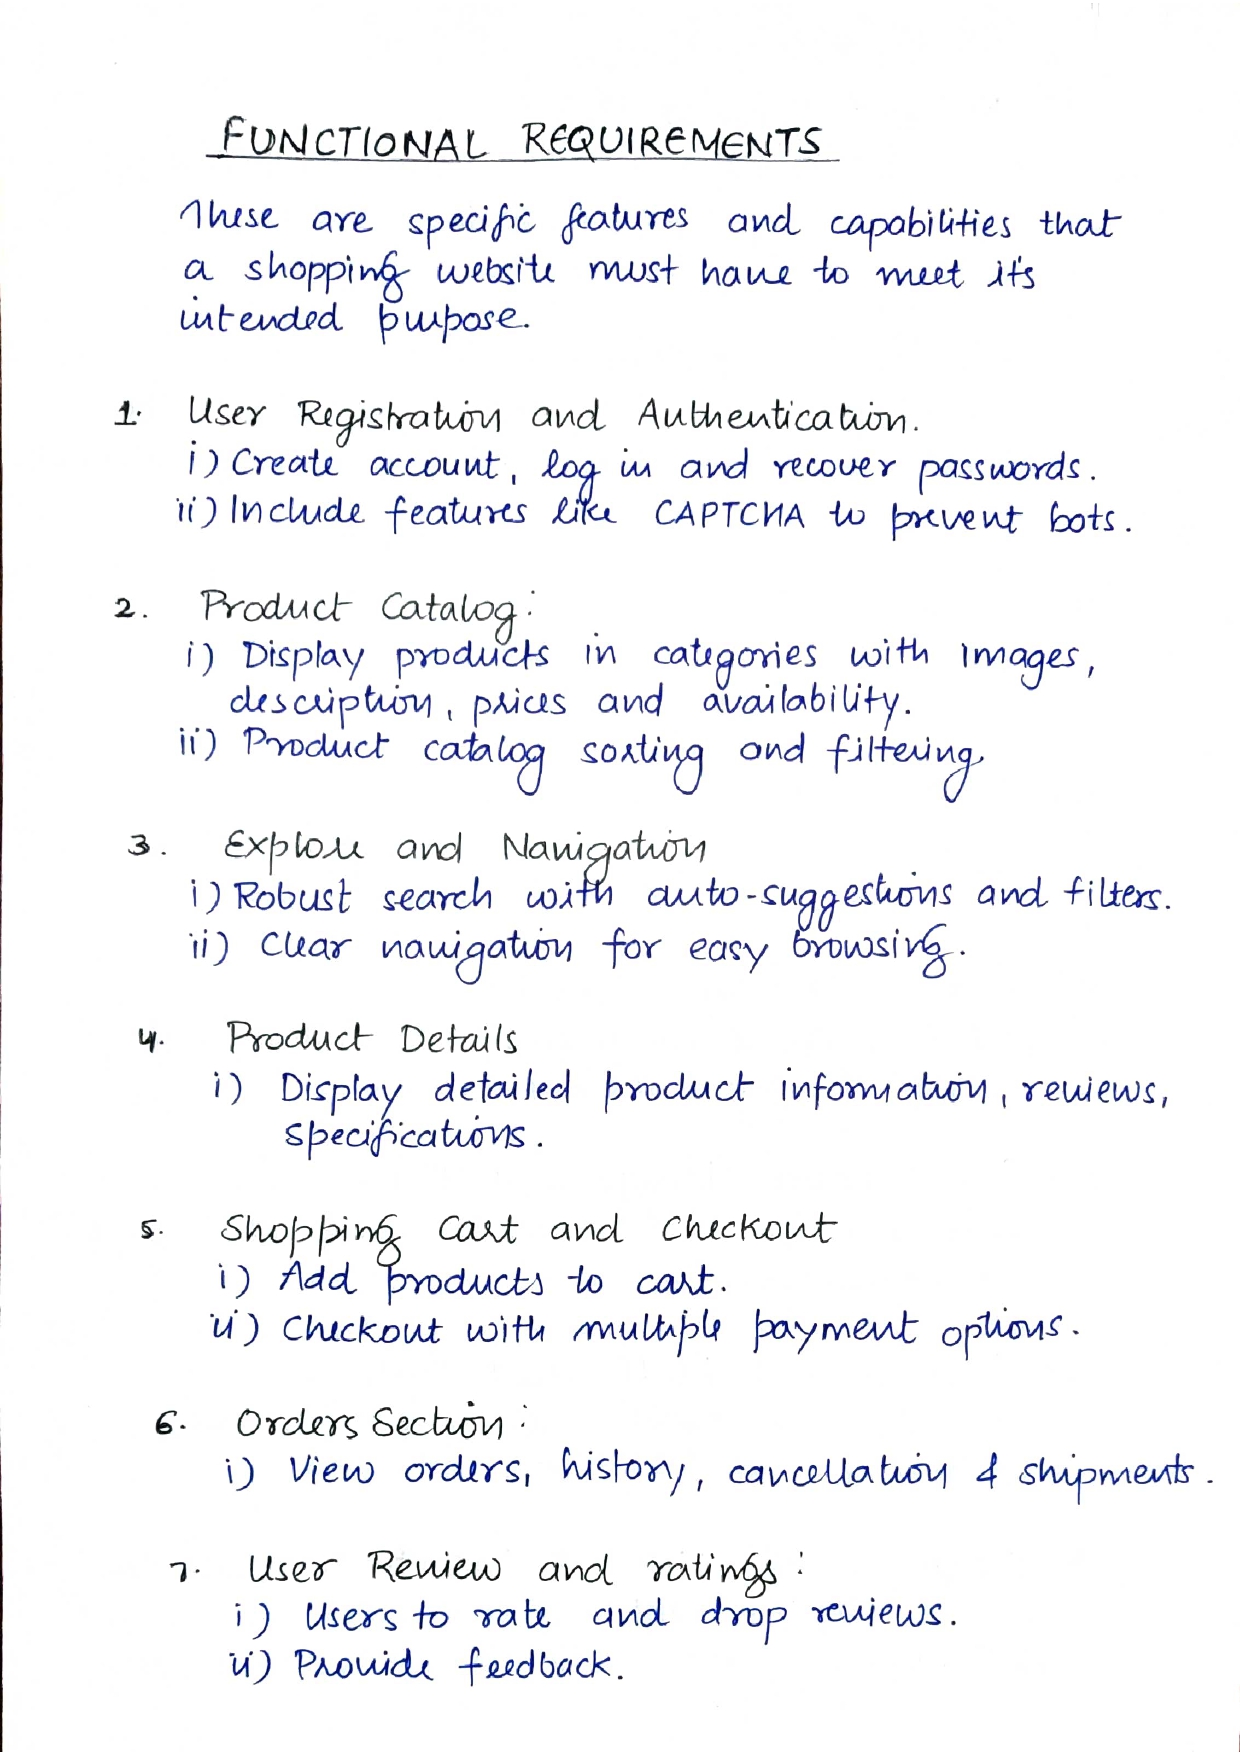 FUNCTIONAL REQUIREMENTS
These are specific features and capabilities that
a shopping website must have to meet it's
intended purpose.
1. User Registration and Authentication.
i) Create account, log in and recover passwords.
ii) Include features like CAPTCHA to prevent bots.
2. Product Catalog:
i) Display products in categories with images,
description, prices and availability.
ii) Product catalog sorting and filtering
3. Explore and Navigation
i) Robust search with auto-suggestions and filters.
ii) Clear navigation for easy browsing.
4. Product Details
i) Display detailed product information, reviews,
specifications.
5. Shopping Cart and Checkout
i) Add products to cart.
ii) Checkout with multiple payment options.
6. Orders Section:
i) View orders, history, cancellation & shipments.
7. User Review and ratings:
i) Users to rate and drop reviews.
ii) Provide feedback.